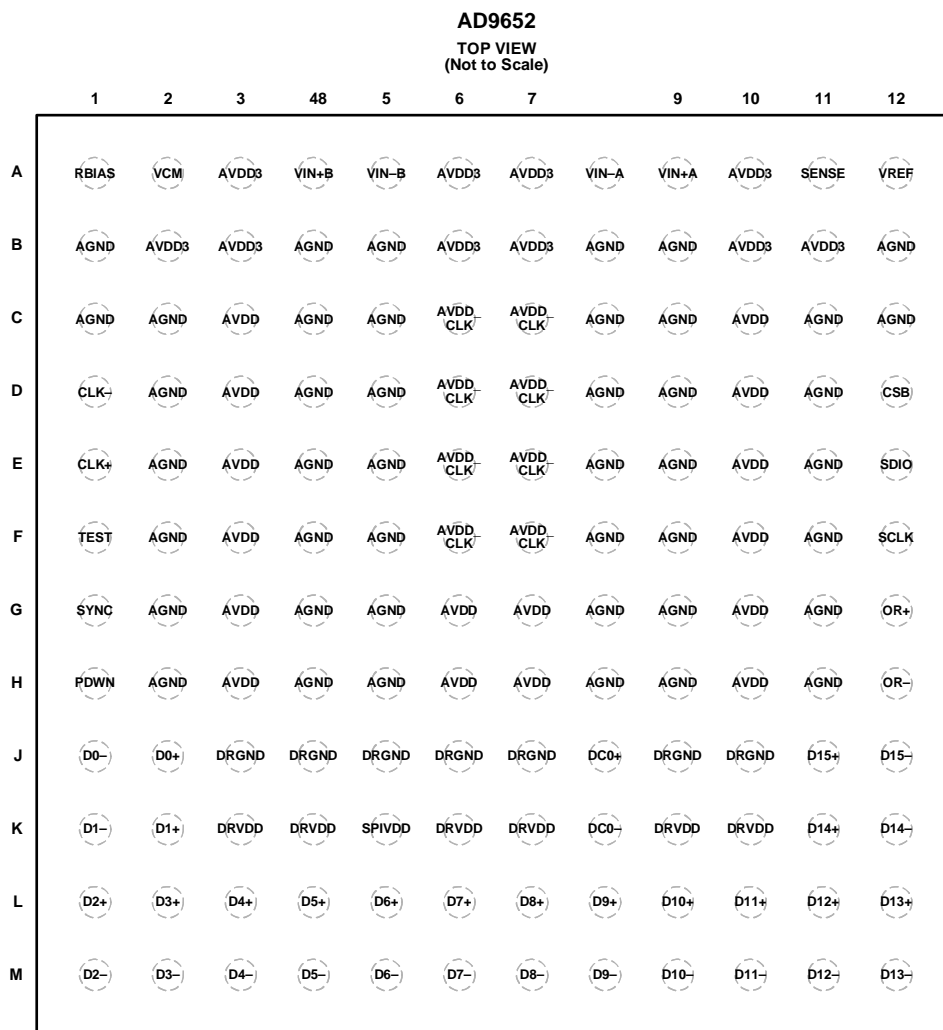 AD9652
TOP VIEW
(Not to Scale)
1 2 3 48 5 6 7 9 10 11 12
A RBIAS VCM AVDD3 VIN+B VIN–B AVDD3 AVDD3 VIN–A VIN+A AVDD3 SENSE VREF
B AGND AVDD3 AVDD3 AGND AGND AVDD3 AVDD3 AGND AGND AVDD3 AVDD3 AGND
C AGND AGND AVDD AGND AGND AVDD_CLK AVDD_CLK AGND AGND AVDD AGND AGND
D CLK– AGND AVDD AGND AGND AVDD_CLK AVDD_CLK AGND AGND AVDD AGND CSB
E CLK+ AGND AVDD AGND AGND AVDD_CLK AVDD_CLK AGND AGND AVDD AGND SDIO
F TEST AGND AVDD AGND AGND AVDD_CLK AVDD_CLK AGND AGND AVDD AGND SCLK
G SYNC AGND AVDD AGND AGND AVDD AVDD AGND AGND AVDD AGND OR+
H PDWN AGND AVDD AGND AGND AVDD AVDD AGND AGND AVDD AGND OR–
J D0– D0+ DRGND DRGND DRGND DRGND DRGND DC0+ DRGND DRGND D15+ D15–
K D1– D1+ DRVDD DRVDD SPIVDD DRVDD DRVDD DC0– DRVDD DRVDD D14+ D14–
L D2+ D3+ D4+ D5+ D6+ D7+ D8+ D9+ D10+ D11+ D12+ D13+
M D2– D3– D4– D5– D6– D7– D8– D9– D10– D11– D12– D13–